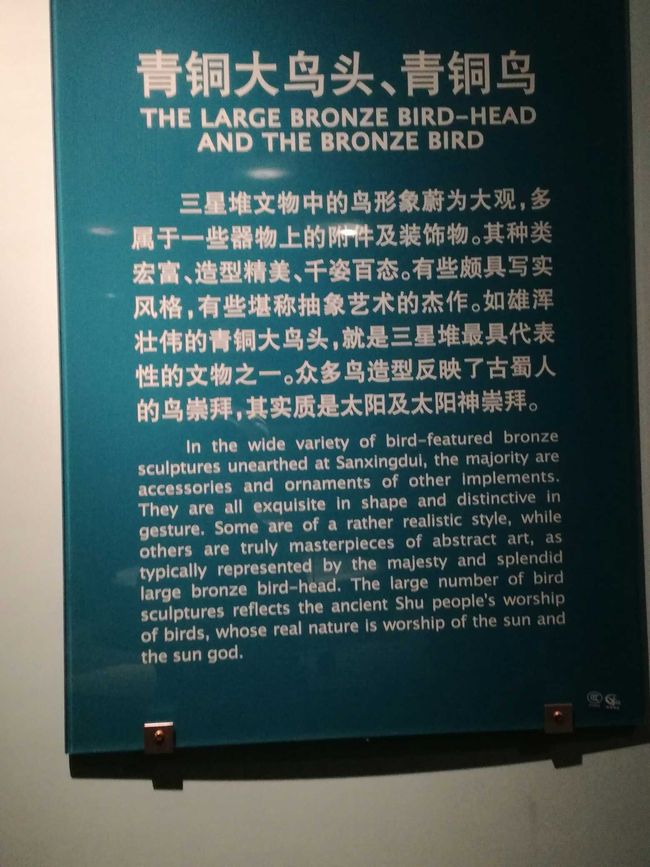 青铜大鸟头、青铜鸟
THE LARGE BRONZE BIRD-HEAD
AND THE BRONZE BIRD
三星堆文物中的鸟形象蔚为大观，多
属于一些器物上的附件及装饰物。其种类
宏富、造型精美、千姿百态。有些颇具写实
风格，有些堪称抽象艺术的杰作。如雄浑
壮伟的青铜大鸟头，就是三星堆最具代表
性的文物之一。众多鸟造型反映了古蜀人
的鸟崇拜，其实质是太阳及太阳神崇拜。
In the wide variety of bird-featured bronze
sculptures unearthed at Sanxingdui, the majority are
accessories and ornaments of other implements.
They are all exquisite in shape and distinctive in
gesture. Some are of a rather realistic style, while
others are truly masterpieces of abstract art, as
typically represented by the majesty and splendid
large bronze bird-head. The large number of bird
sculptures reflects the ancient Shu people's worship
of birds, whose real nature is worship of the sun and
the sun god.